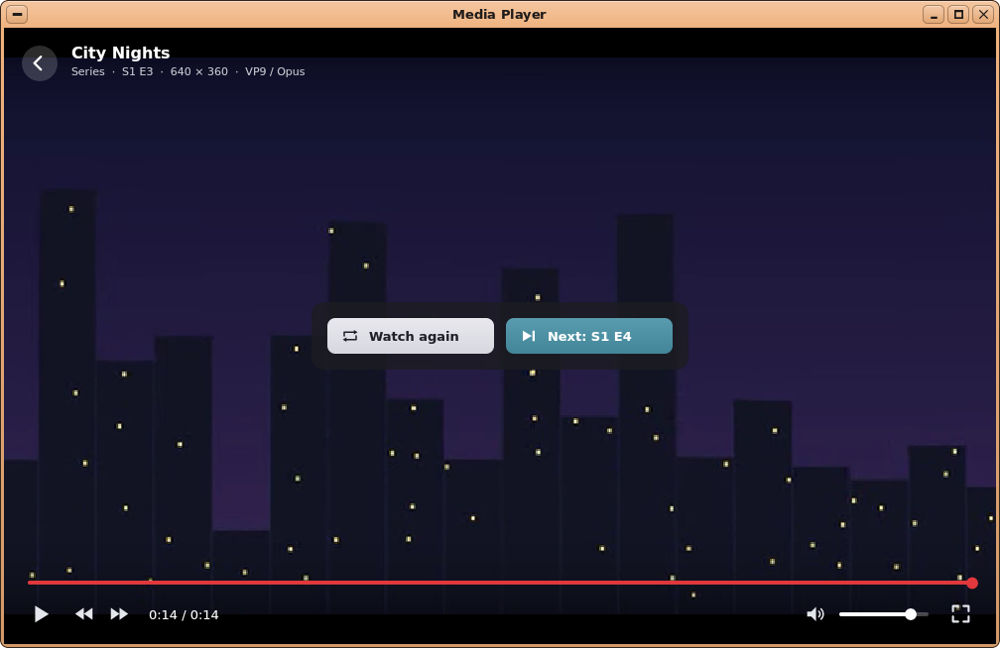 Media Player
City Nights
Series · S1 E3 · 640 × 360 · VP9 / Opus
Watch again
Next: S1 E4
0:14 / 0:14